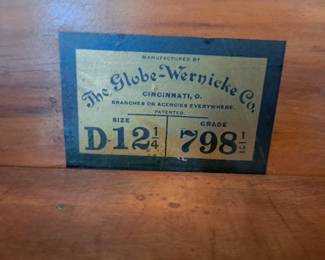 MANUFACTURED BY
The Globe-Wernicke Co.
CINCINNATI, O.
BRANCHES OR AGENCIES EVERYWHERE.
PATENTED.
SIZE GRADE
D-12 1/4 798 1/2